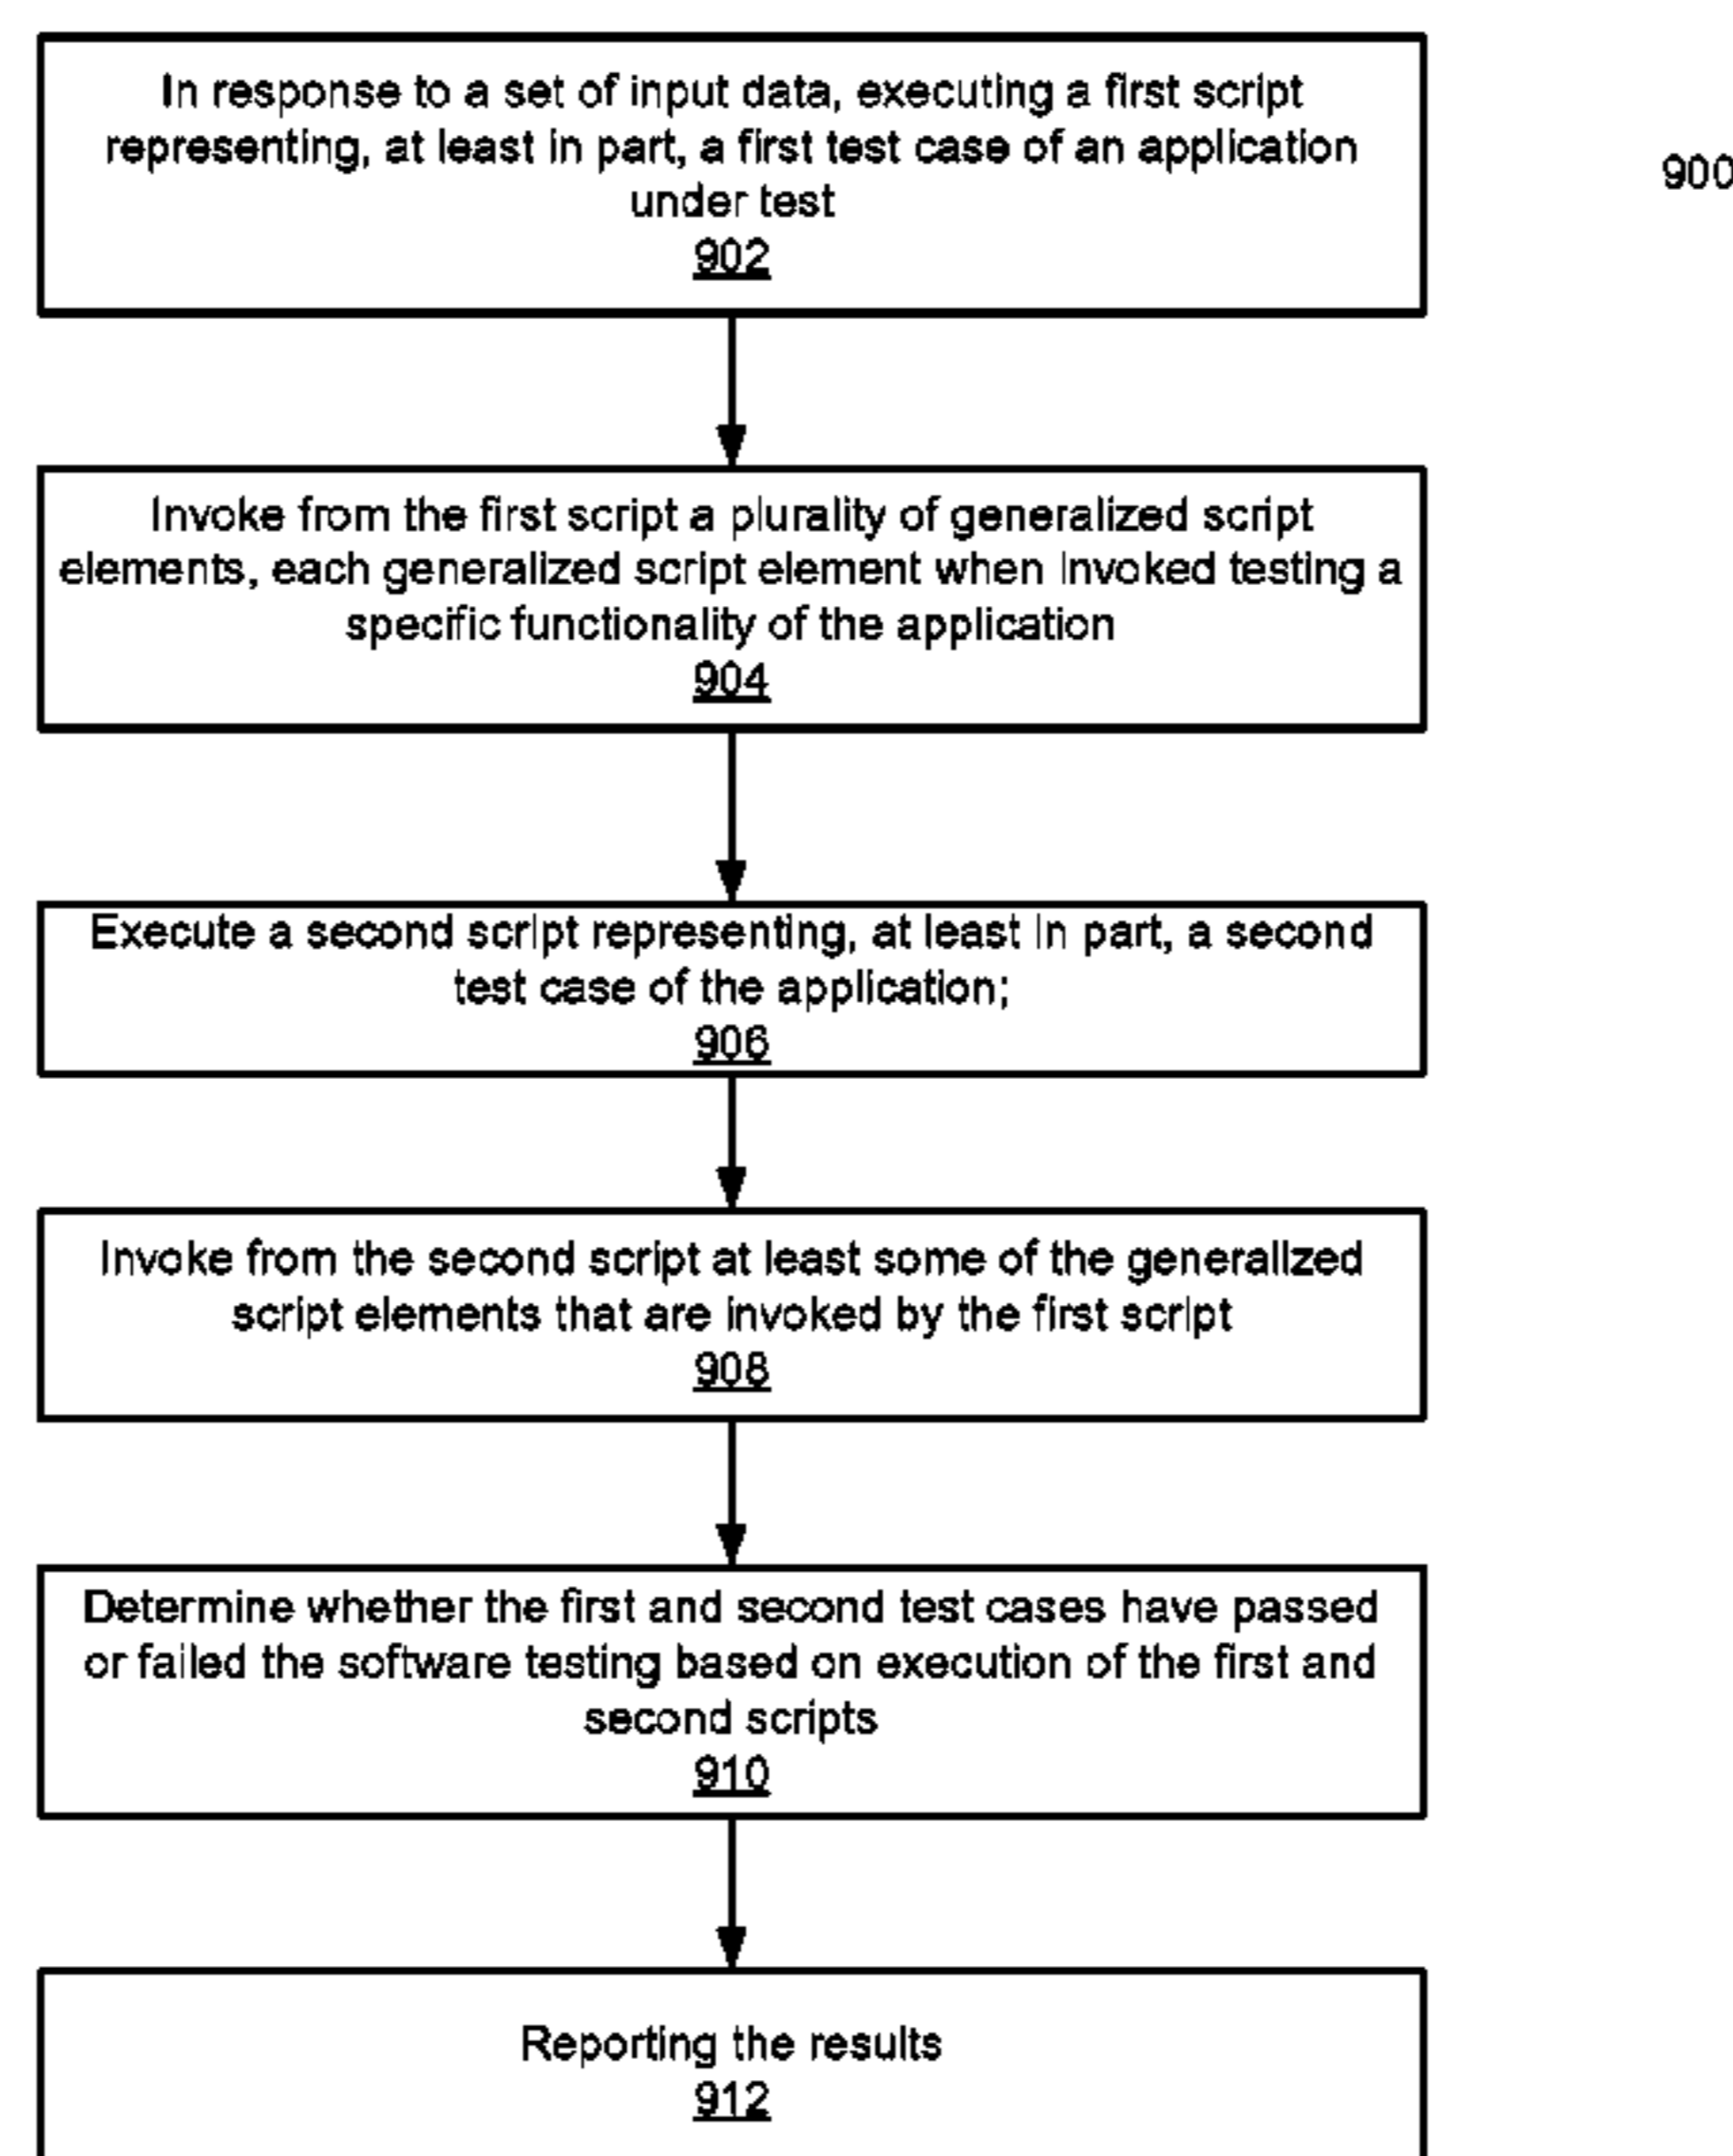 In response to a set of input data, executing a first script
representing, at least in part, a first test case of an application
under test
902
900
Invoke from the first script a plurality of generalized script
elements, each generalized script element when invoked testing a
specific functionality of the application
904
Execute a second script representing, at least in part, a second
test case of the application;
906
Invoke from the second script at least some of the generalized
script elements that are invoked by the first script
908
Determine whether the first and second test cases have passed
or failed the software testing based on execution of the first and
second scripts
910
Reporting the results
912